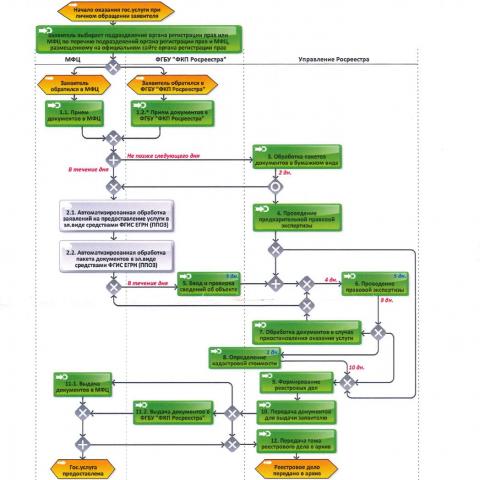 Начало оказания гос.услуги при
личном обращении заявителя
Заявитель выбирает подразделение органа регистрации прав или
МФЦ по перечню подразделений органа регистрации прав и МФЦ,
размещенному на официальном сайте органа регистрации прав
МФЦ
ФГБУ "ФКП Росреестра"
Управление Росреестра
Заявитель
обратился в МФЦ
Заявитель обратился в
ФГБУ "ФКП Росреестра"
1.1. Прием
документов в МФЦ
1.2.* Прием документов в
ФГБУ "ФКП Росреестра"
Не позже следующего дня
3. Обработка пакетов
документов в бумажном виде
В течение дня
2 дн.
2.1. Автоматизированная обработка
заявлений на предоставление услуги в
эл.виде средствами ФГИС ЕГРН (ППОЗ)
4. Проведение
предварительной правовой
экспертизы
2.2. Автоматизированная обработка
пакета документов в эл.виде
средствами ФГИС ЕГРН (ППОЗ)
В течение дня
3 дн.
5. Ввод и проверка
сведений об объекте
4 дн.
5 дн.
6. Проведение
правовой экспертизы
8 дн.
7. Обработка документов в случае
приостановления оказания услуги
3 дн.
8. Определение
кадастровой стоимости
10 дн.
9. Формирование
реестровых дел
11.1. Выдача
документов в МФЦ
11.2. Выдача документов в
ФГБУ "ФКП Росреестра"
10. Передача документов
для выдачи заявителю
12. Передача тома
реестрового дела в архив
Гос.услуга
предоставлена
Реестровое дело
передано в архив